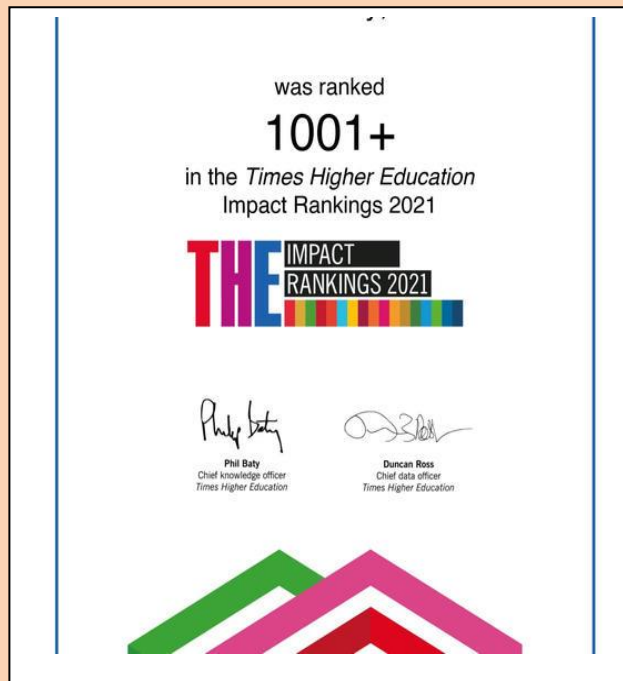 was ranked
1001+
in the Times Higher Education
Impact Rankings 2021
THE IMPACT
RANKINGS 2021
Phil Baty
Chief knowledge officer
Times Higher Education
Duncan Ross
Chief data officer
Times Higher Education